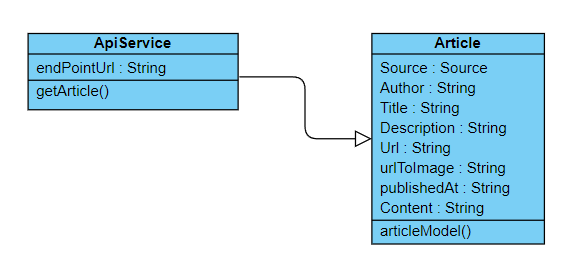 ApiService
endPointUrl : String
getArticle()
Article
Source : Source
Author : String
Title : String
Description : String
Url : String
urlToImage : String
publishedAt : String
Content : String
articleModel()